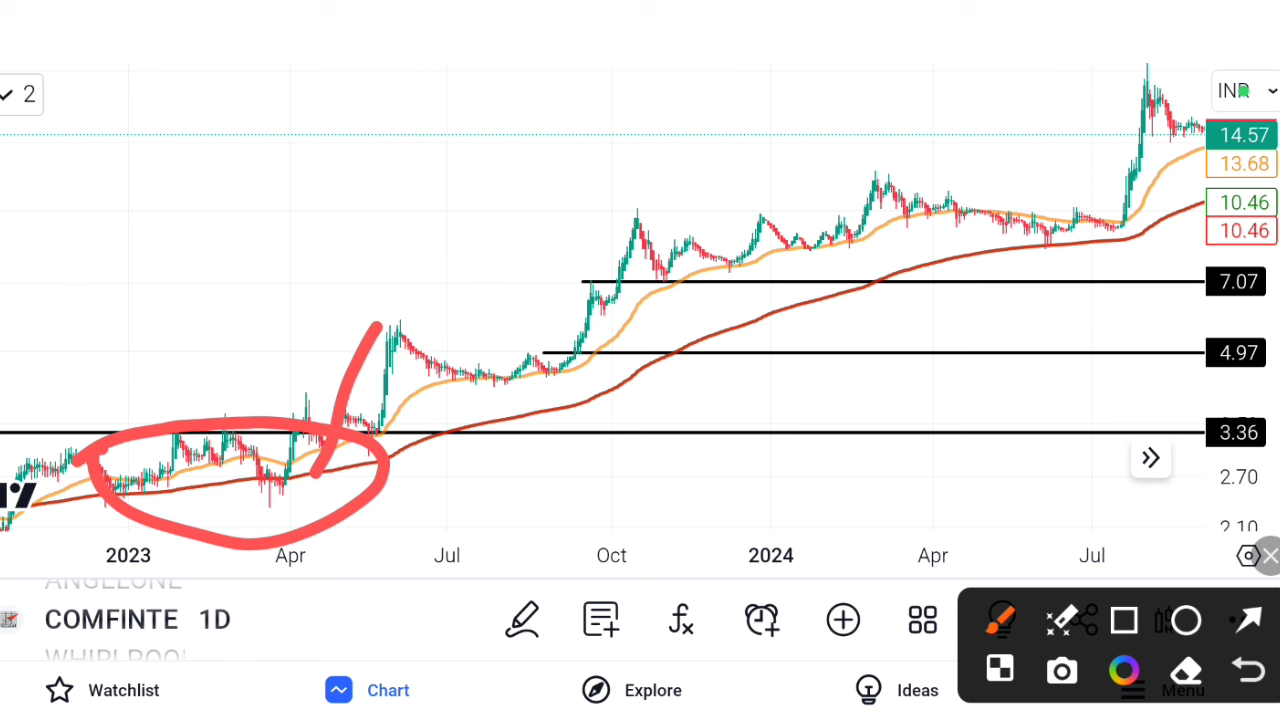 2
INR
14.57
13.68
10.46
10.46
7.07
4.97
3.36
2.70
2.10
2023 Apr Jul Oct 2024 Apr Jul
COMFINTE 1D
Watchlist Chart Explore Ideas Menu